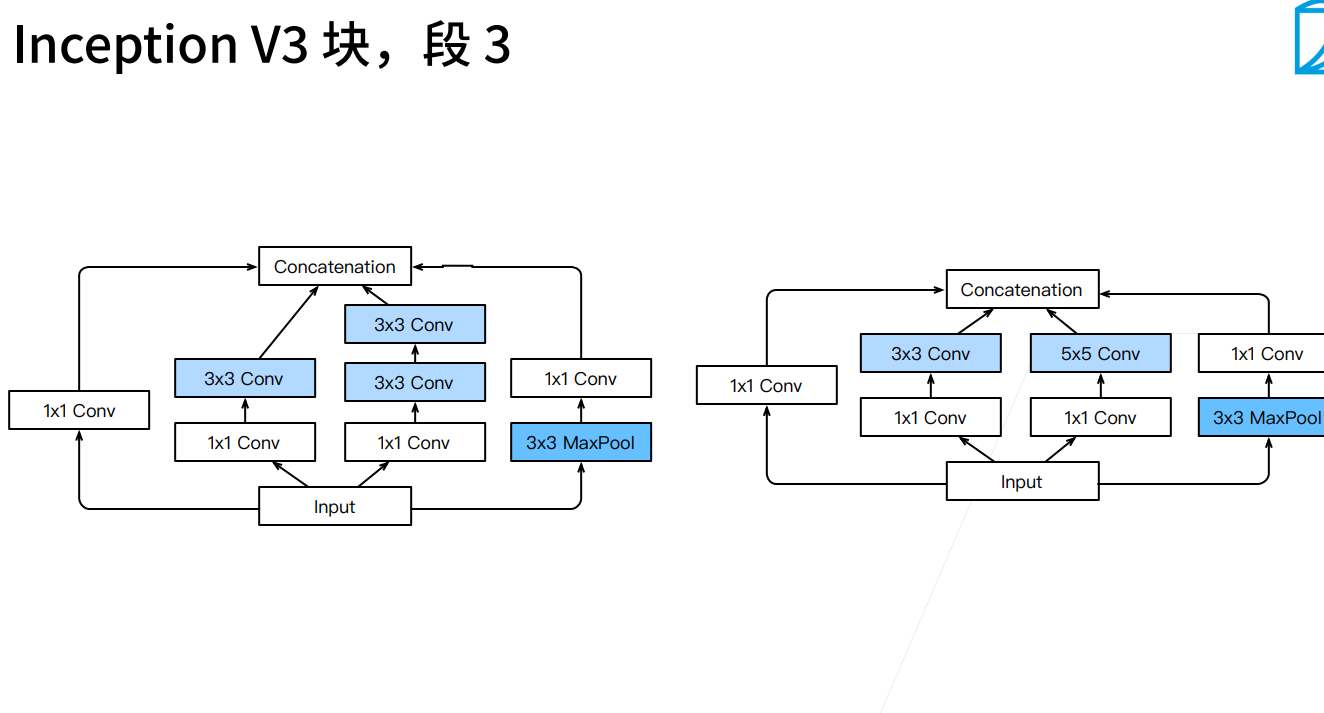 Inception V3 块，段 3
Concatenation
3x3 Conv
3x3 Conv
3x3 Conv
1x1 Conv
1x1 Conv
1x1 Conv
1x1 Conv
3x3 MaxPool
Input
Concatenation
3x3 Conv
5x5 Conv
1x1 Conv
1x1 Conv
1x1 Conv
1x1 Conv
3x3 MaxPool
Input